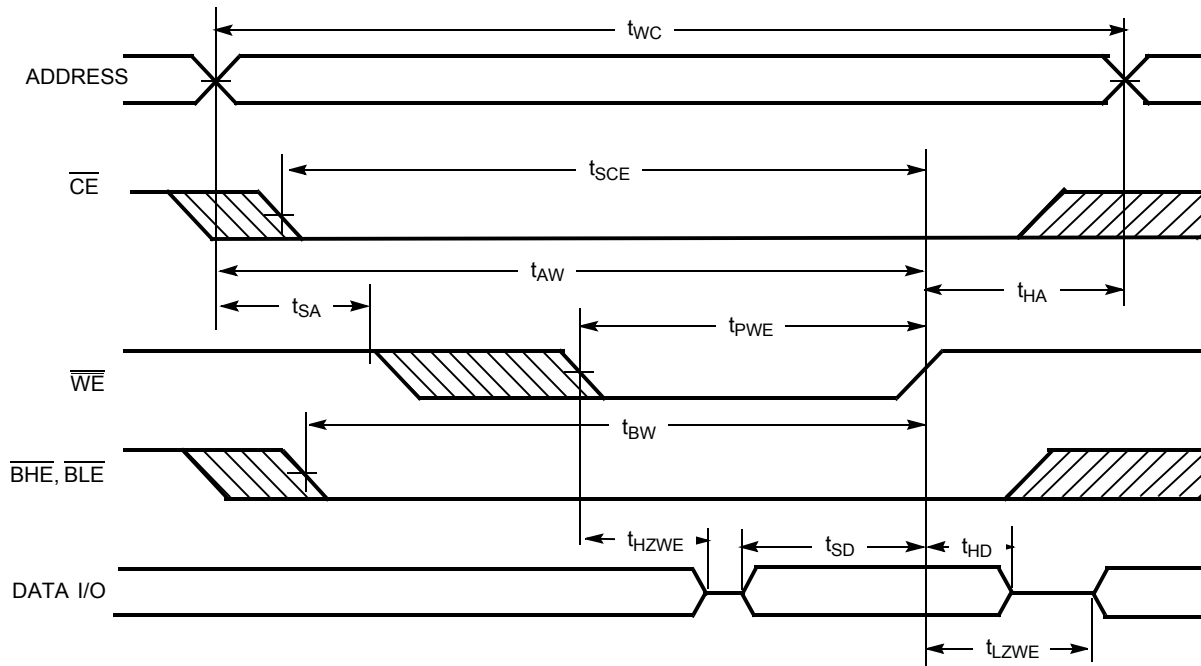 tWC
ADDRESS
CE
tSCE
tAW
tSA
tHA
tPWE
WE
tBW
BHE, BLE
tHZWE
tSD
tHD
DATA I/O
tLZWE